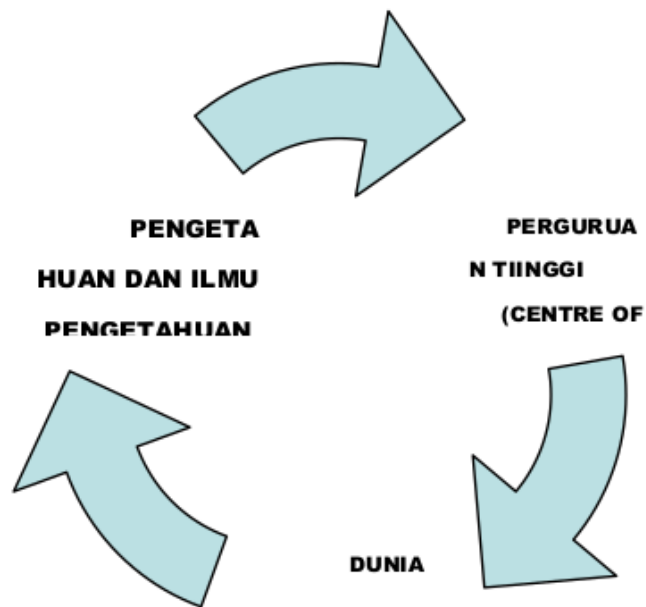 PENGETA
HUAN DAN ILMU
PENGETAHUAN
PERGURUA
N TIINGGI
(CENTRE OF
DUNIA